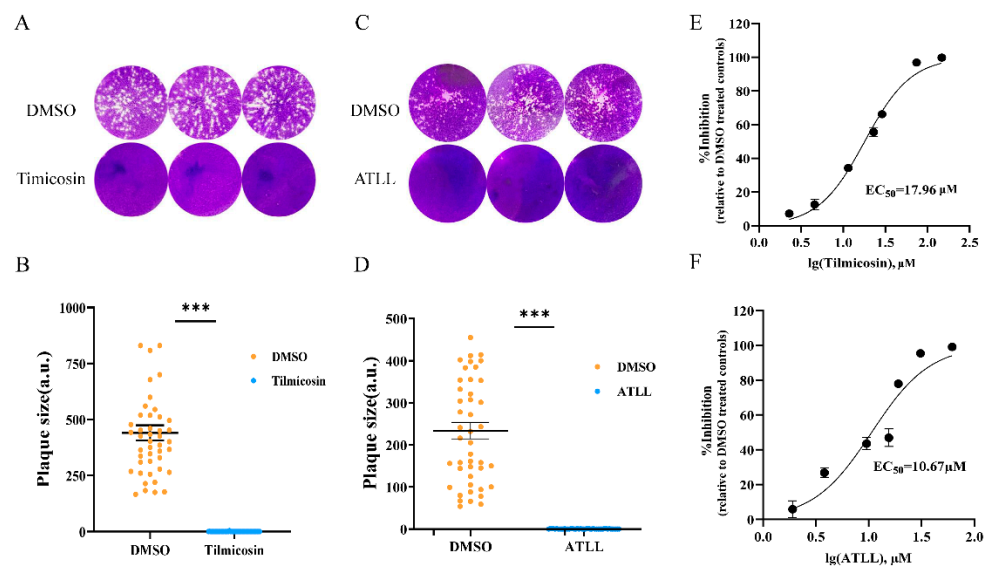 A
DMSO
Timicosin
B
Plaque size(a.u.)
1000
750
500
250
0
***
DMSO
Tilmicosin
DMSO
Tilmicosin
C
DMSO
ATLL
D
Plaque size(a.u.)
500
400
300
200
100
0
***
DMSO
ATLL
DMSO
ATLL
E
%Inhibition
(relative to DMSO treated controls)
120
100
80
60
40
20
0
EC50=17.96 μM
0.0 0.5 1.0 1.5 2.0 2.5
lg(Tilmicosin), μM
F
%Inhibition
(relative to DMSO treated controls)
120
100
80
60
40
20
0
EC50=10.67μM
0.0 0.5 1.0 1.5 2.0
lg(ATLL), μM